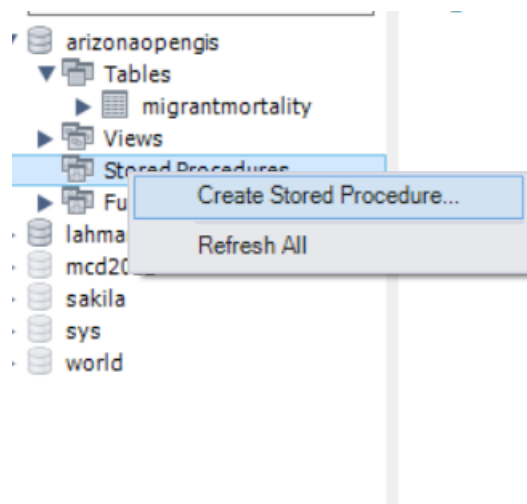 arizonaopengis
Tables
migrantmortality
Views
Stored Procedures
Create Stored Procedure...
Fu
Refresh All
lahma
mcd20
sakila
sys
world